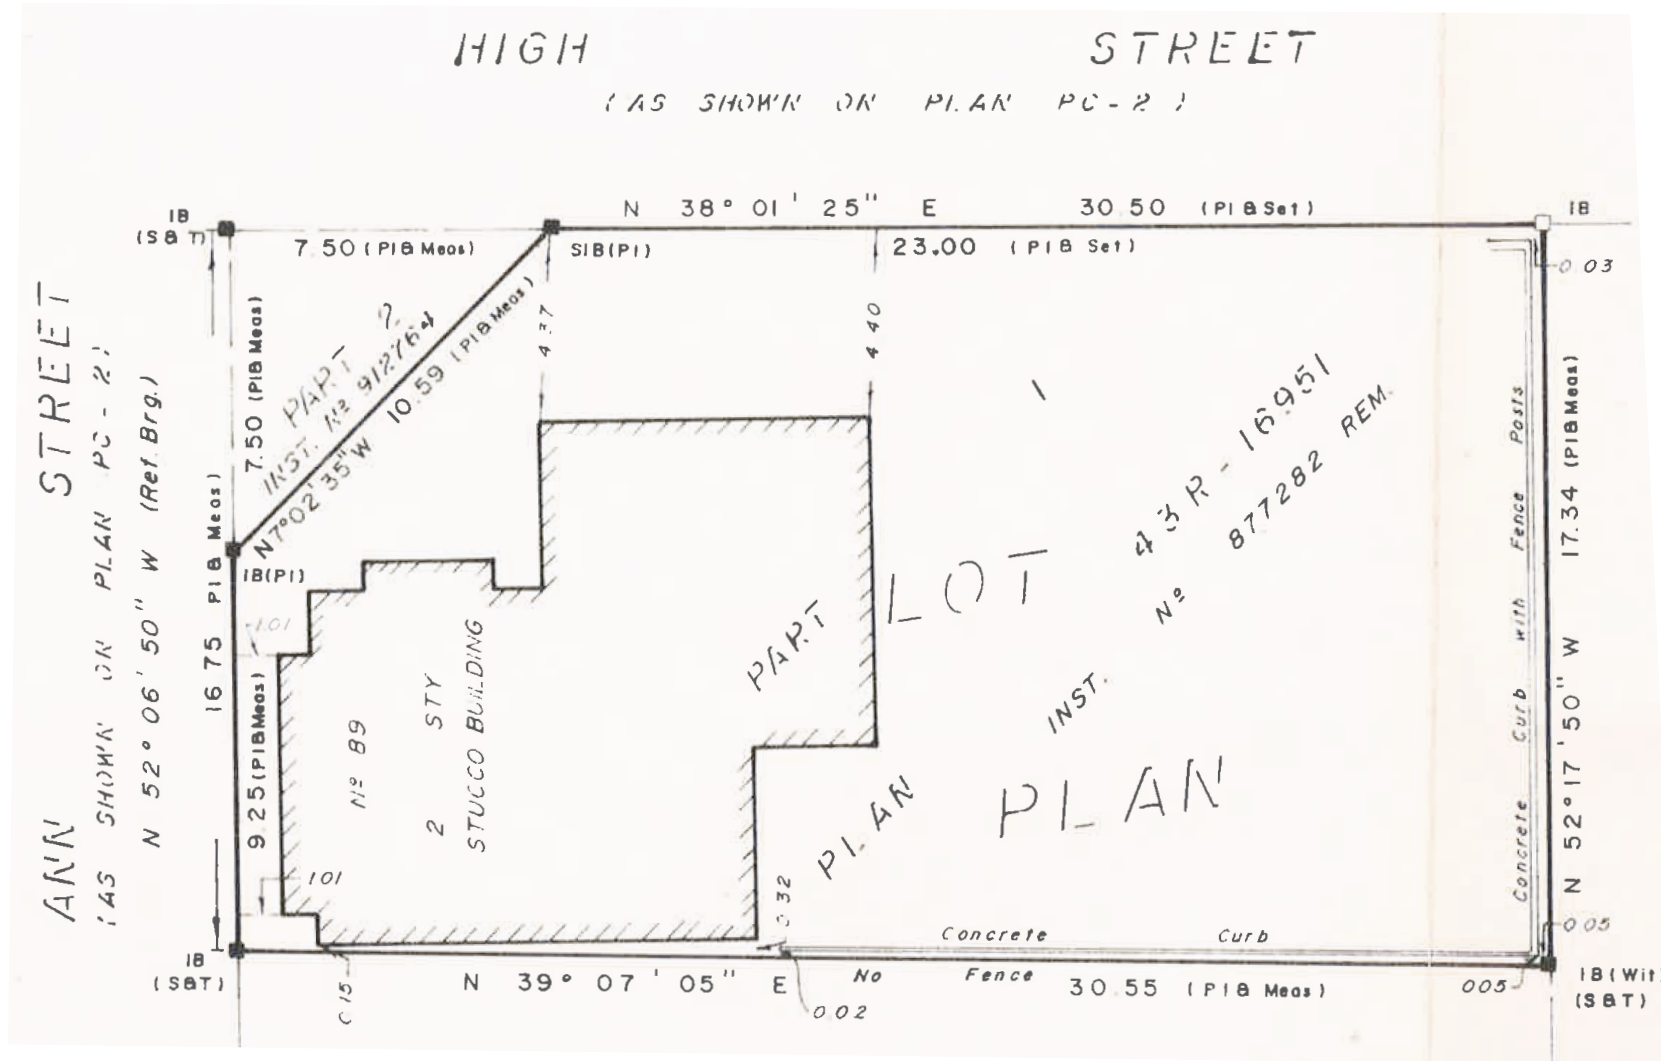 HIGH STREET
(AS SHOWN ON PLAN PC-2)
N 38° 01' 25" E 30.50 (P1&Set)
IB
(S&T)
IB
7.50 (P1&Meas)
SIB(P1)
23.00 (P1& Set)
0.03
ANN STREET
(AS SHOWN ON PLAN PC-2)
N 52° 06' 50" W (Ref. Brg.)
16 75 P1& Meas)
7.50 (P1&Meas)
PART 2
INST. Nº 912764
10.59 (P1&Meas)
N7°02'35"W
4 37
4 40
IB(P1)
1.01
9.25(P1&Meas)
1.01
Nº 89
2 STY
STUCCO BUILDING
PART 1
PLAN 43R-16951
INST. Nº 877282 REM.
LOT
PLAN
Concrete Curb with Fence Posts
17.34 (P1&Meas)
N 52°17'50" W
0 05
0 32
Concrete Curb
No Fence
IB
(S&T)
N 39° 07' 05" E
30.55 (P1& Meas)
0 15
0.02
005
IB(Wit
(S&T)